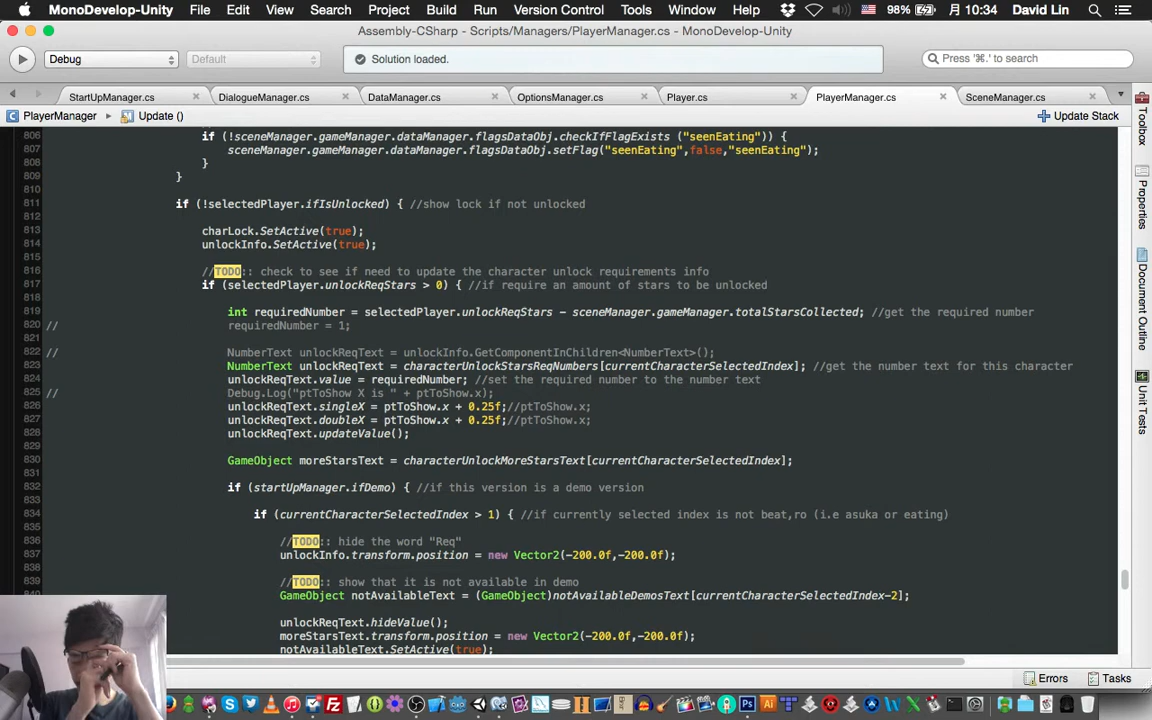 MonoDevelop-Unity File Edit View Search Project Build Run Version Control Tools Window Help 98% 月 10:34 David Lin
Assembly-CSharp - Scripts/Managers/PlayerManager.cs - MonoDevelop-Unity
Debug Default Solution loaded. Press '⌘.' to search
StartUpManager.cs DialogueManager.cs DataManager.cs OptionsManager.cs Player.cs PlayerManager.cs SceneManager.cs
PlayerManager Update () Update Stack
806 if (!sceneManager.gameManager.dataManager.flagsDataObj.checkIfFlagExists ("seenEating")) {
807 sceneManager.gameManager.dataManager.flagsDataObj.setFlag("seenEating",false,"seenEating");
808 }
809 }
810
811 if (!selectedPlayer.ifIsUnlocked) { //show lock if not unlocked
812
813 charLock.SetActive(true);
814 unlockInfo.SetActive(true);
815
816 //TODO:: check to see if need to update the character unlock requirements info
817 if (selectedPlayer.unlockReqStars > 0) { //if require an amount of stars to be unlocked
818
819 int requiredNumber = selectedPlayer.unlockReqStars - sceneManager.gameManager.totalStarsCollected; //get the required number
820 // requiredNumber = 1;
821
822 // NumberText unlockReqText = unlockInfo.GetComponentInChildren<NumberText>();
823 NumberText unlockReqText = characterUnlockStarsReqNumbers[currentCharacterSelectedIndex]; //get the number text for this character
824 unlockReqText.value = requiredNumber; //set the required number to the number text
825 // Debug.Log("ptToShow X is " + ptToShow.x);
826 unlockReqText.singleX = ptToShow.x + 0.25f;//ptToShow.x;
827 unlockReqText.doubleX = ptToShow.x + 0.25f;//ptToShow.x;
828 unlockReqText.updateValue();
829
830 GameObject moreStarsText = characterUnlockMoreStarsText[currentCharacterSelectedIndex];
831
832 if (startUpManager.ifDemo) { //if this version is a demo version
833
834 if (currentCharacterSelectedIndex > 1) { //if currently selected index is not beat,ro (i.e asuka or eating)
835
836 //TODO:: hide the word "Req"
837 unlockInfo.transform.position = new Vector2(-200.0f,-200.0f);
838
839 //TODO:: show that it is not available in demo
840 GameObject notAvailableText = (GameObject)notAvailableDemosText[currentCharacterSelectedIndex-2];
unlockReqText.hideValue();
moreStarsText.transform.position = new Vector2(-200.0f,-200.0f);
notAvailableText.SetActive(true);
Toolbox
Properties
Document Outline
Unit Tests
Errors Tasks